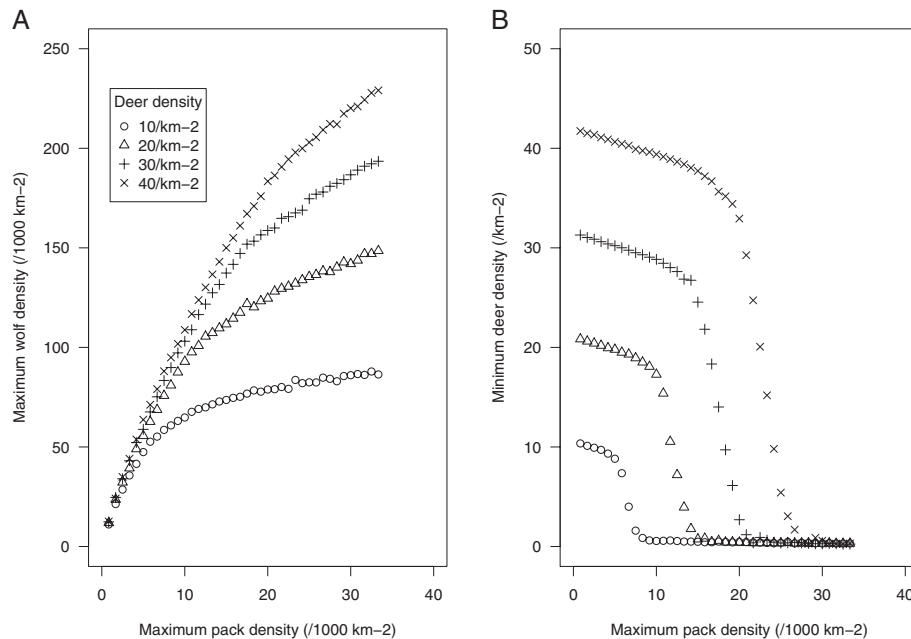 A
Maximum wolf density (/1000 km−2)
250
200
150
100
50
0
Deer density
10/km−2
20/km−2
30/km−2
40/km−2
0 10 20 30 40
Maximum pack density (/1000 km−2)
B
Minimum deer density (/km−2)
50
40
30
20
10
0
0 10 20 30 40
Maximum pack density (/1000 km−2)